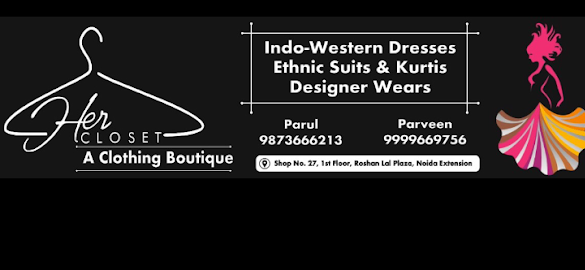 Her
CLOSET
A Clothing Boutique
Indo-Western Dresses
Ethnic Suits & Kurtis
Designer Wears
Parul
9873666213
Parveen
9999669756
Shop No. 27, 1st Floor, Roshan Lal Plaza, Noida Extension